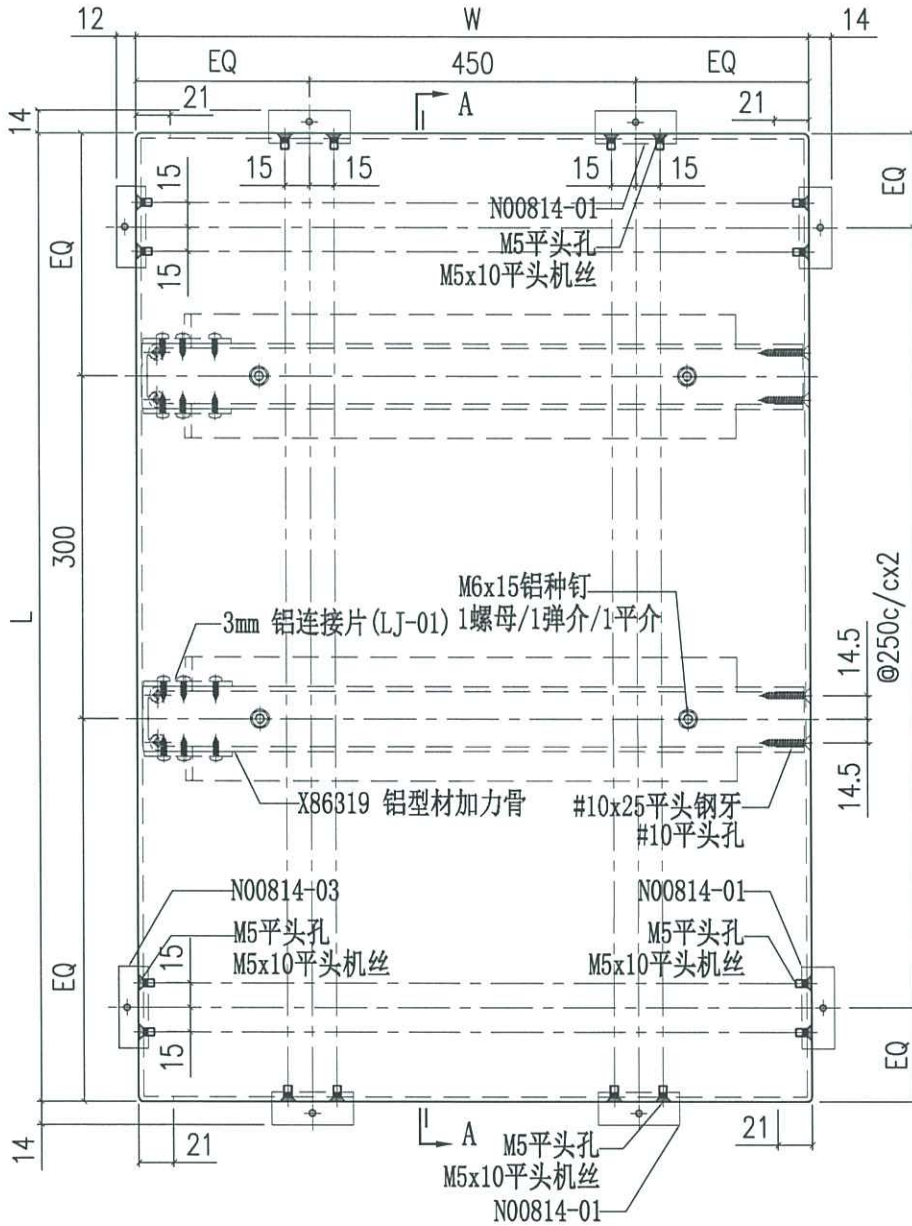 12
W
14
EQ
450
EQ
14
21
A
21
15
15
15
15
15
EQ
EQ
N00814-01
M5平头孔
M5x10平头机丝
15
300
L
M6x15铝种钉
3mm 铝连接片(LJ-01)
1螺母/1弹介/1平介
14.5
@250c/cx2
14.5
X86319 铝型材加力骨
#10x25平头钢牙
#10平头孔
N00814-03
N00814-01
M5平头孔
M5平头孔
15
M5x10平头机丝
M5x10平头机丝
EQ
15
EQ
14
21
A
21
M5平头孔
M5x10平头机丝
N00814-01